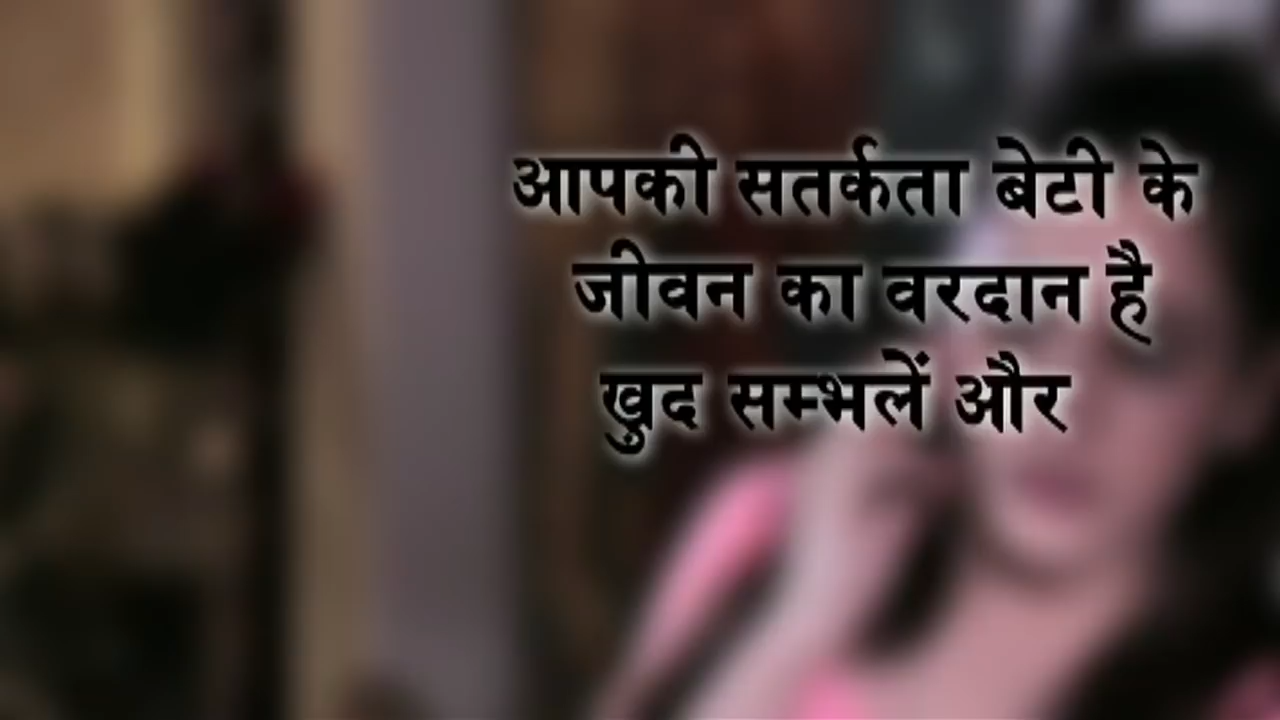 आपकी सतर्कता बेटी के
जीवन का वरदान है
खुद सम्भलें और